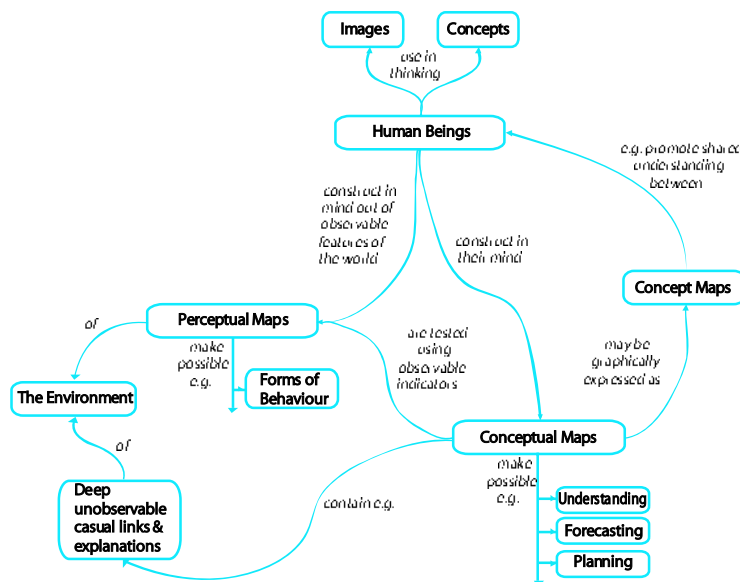 Images
Concepts
use in
thinking
Human Beings
e.g. promote shared
understanding
between
construct in
mind out of
observable
features of
the world
construct in
their mind
Concept Maps
Perceptual Maps
of
are tested
using
observable
indicators
may be
graphically
expressed as
make
possible
e.g.
Forms of
Behaviour
The Environment
Conceptual Maps
of
make
possible
e.g.
Deep
unobservable
casual links &
explanations
contain e.g.
Understanding
Forecasting
Planning